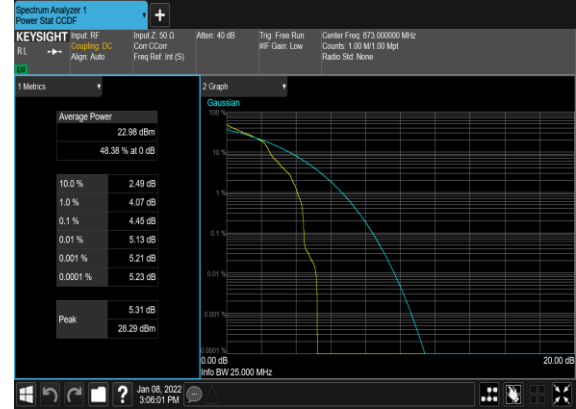 Spectrum Analyzer 1
Power Stat CCDF
KEYSIGHT
RL
Input: RF
Coupling: DC
Align: Auto
Input Z: 50 Ω
Corr CCorr
Freq Ref: Int (S)
Atten: 40 dB
Trig: Free Run
#IF Gain: Low
Center Freq: 673.000000 MHz
Counts: 1.00 M/1.00 Mpt
Radio Std: None
1 Metrics
Average Power
22.98 dBm
48.38 % at 0 dB
10.0 % 2.49 dB
1.0 % 4.07 dB
0.1 % 4.45 dB
0.01 % 5.13 dB
0.001 % 5.21 dB
0.0001 % 5.23 dB
Peak
5.31 dB
28.29 dBm
2 Graph
Gaussian
100 %
10 %
1 %
0.1 %
0.01 %
0.001 %
0.0001 %
0.00 dB
20.00 dB
Info BW 25.000 MHz
?
Jan 08, 2022
3:06:01 PM